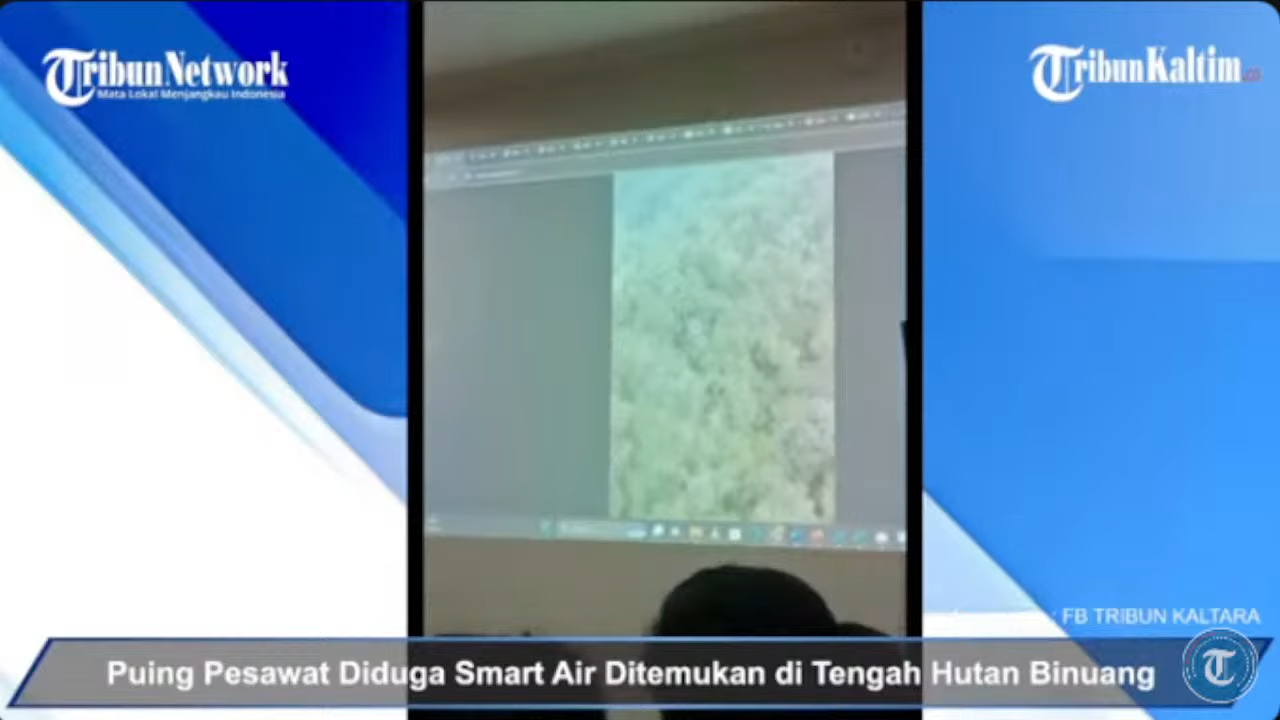 TribunNetwork
Mata Lokal Menjangkau Indonesia
TribunKaltim.co
FB TRIBUN KALTARA
Puing Pesawat Diduga Smart Air Ditemukan di Tengah Hutan Binuang
T